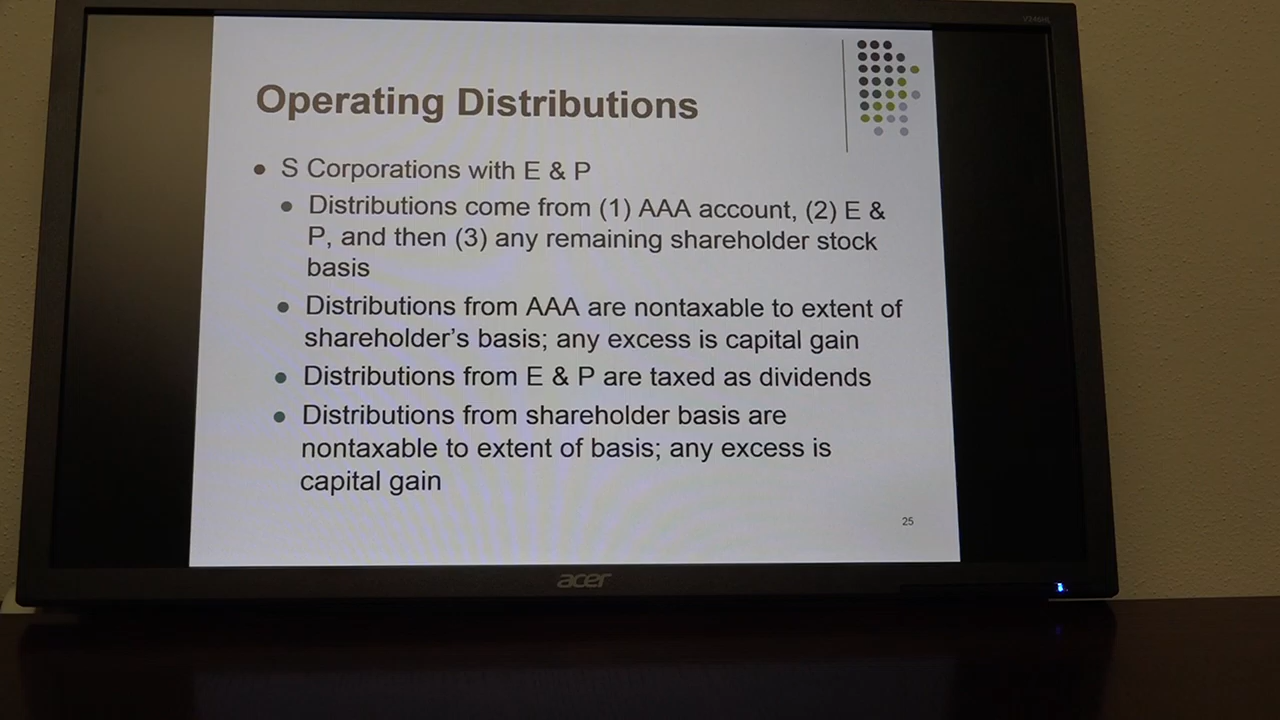 V246HL
Operating Distributions
• S Corporations with E & P
• Distributions come from (1) AAA account, (2) E &
P, and then (3) any remaining shareholder stock
basis
• Distributions from AAA are nontaxable to extent of
shareholder's basis; any excess is capital gain
• Distributions from E & P are taxed as dividends
• Distributions from shareholder basis are
nontaxable to extent of basis; any excess is
capital gain
25
acer